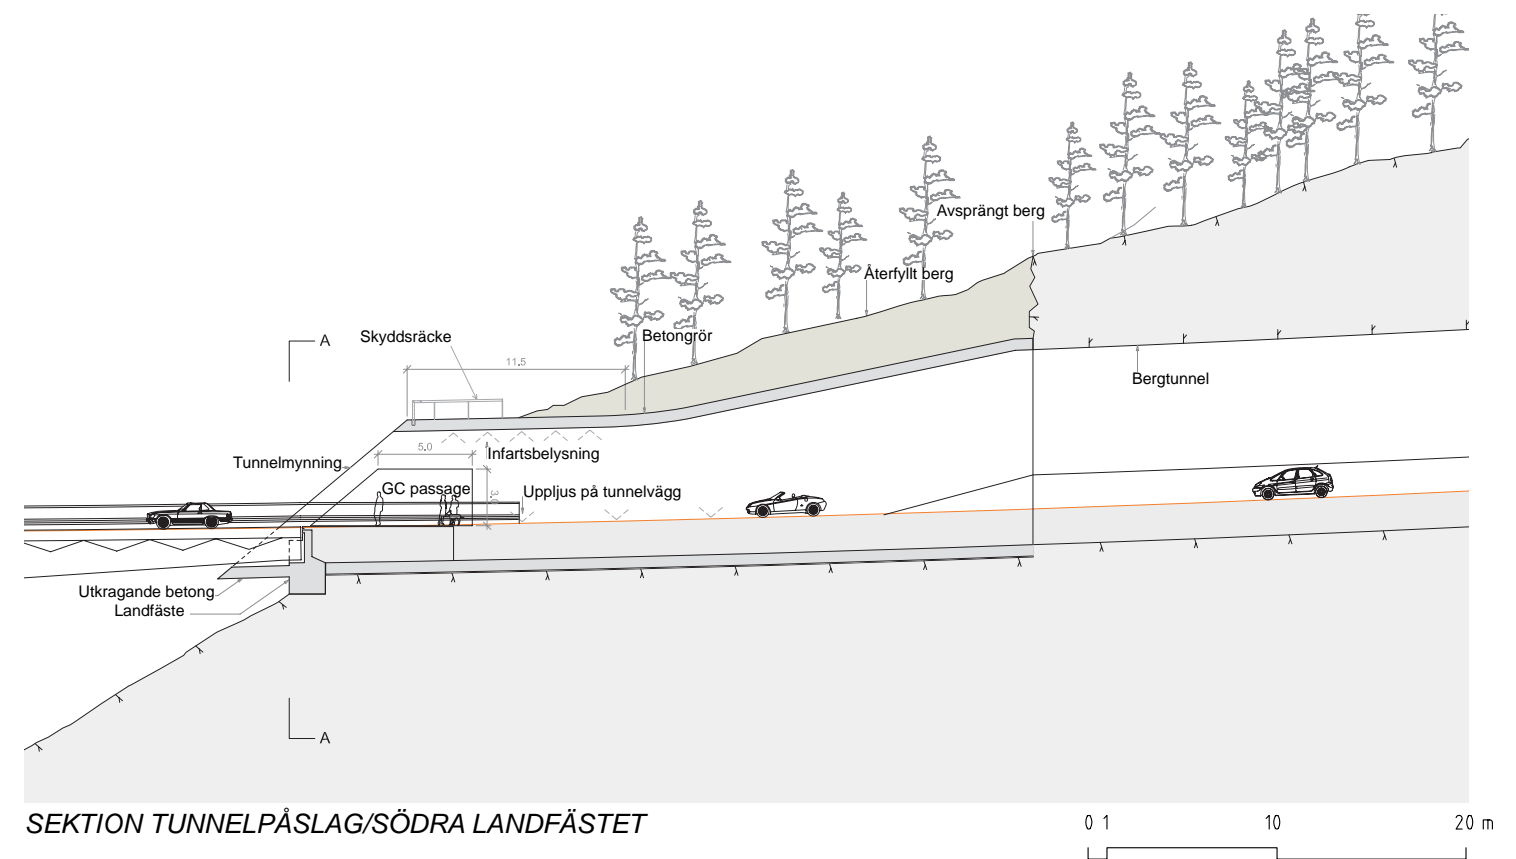 Avsprängt berg
Återfyllt berg
A
Skyddsräcke
Betongrör
11.5
Bergtunnel
5.0
Infartsbelysning
Tunnelmynning
GC passage
Uppljus på tunnelvägg
Utkragande betong
Landfäste
A
SEKTION TUNNELPÅSLAG/SÖDRA LANDFÄSTET
0 1 10 20 m